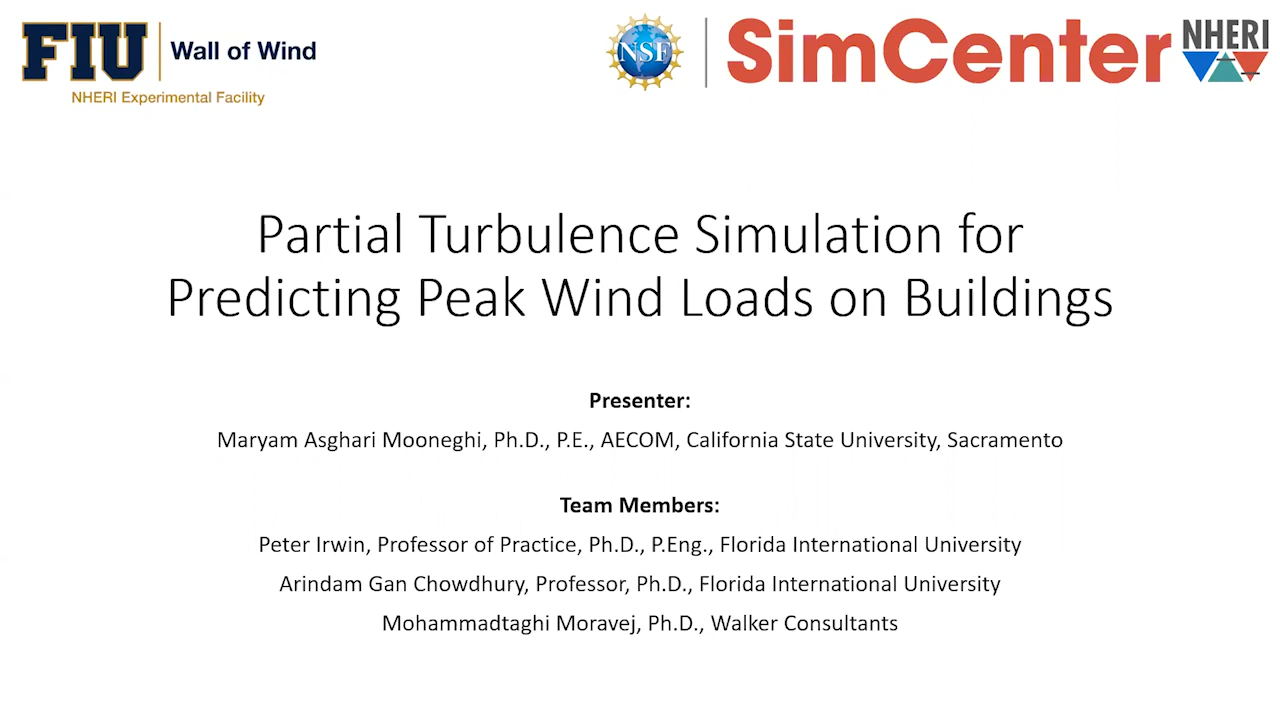 FIU Wall of Wind
NHERI Experimental Facility
NSF SimCenter NHERI
Partial Turbulence Simulation for
Predicting Peak Wind Loads on Buildings
Presenter:
Maryam Asghari Mooneghi, Ph.D., P.E., AECOM, California State University, Sacramento
Team Members:
Peter Irwin, Professor of Practice, Ph.D., P.Eng., Florida International University
Arindam Gan Chowdhury, Professor, Ph.D., Florida International University
Mohammadtaghi Moravej, Ph.D., Walker Consultants